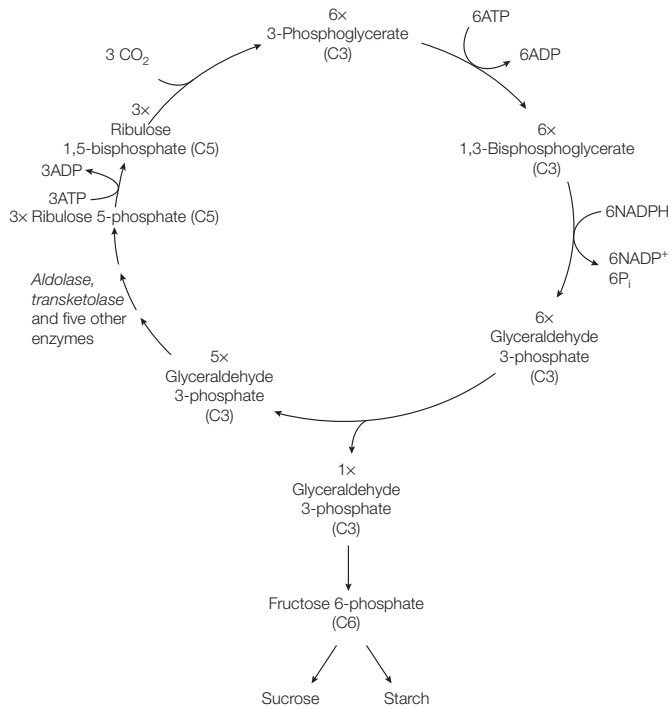 6×
3-Phosphoglycerate
(C3)
6ATP
6ADP
3 CO₂
3×
Ribulose
1,5-bisphosphate (C5)
6×
1,3-Bisphosphoglycerate
(C3)
3ADP
3ATP
3× Ribulose 5-phosphate (C5)
6NADPH
6NADP⁺
6Pᵢ
Aldolase,
transketolase
and five other
enzymes
6×
Glyceraldehyde
3-phosphate
(C3)
5×
Glyceraldehyde
3-phosphate
(C3)
1×
Glyceraldehyde
3-phosphate
(C3)
Fructose 6-phosphate
(C6)
Sucrose
Starch